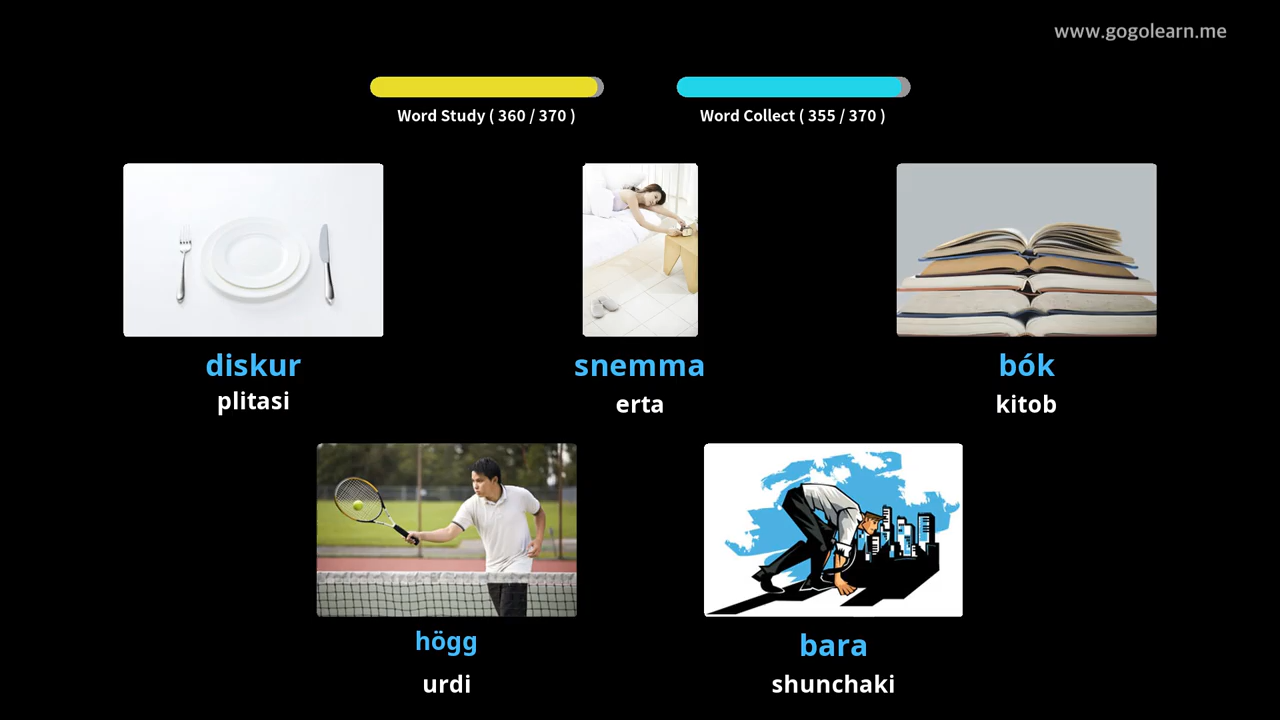 www.gogolearn.me
Word Study ( 360 / 370 )
Word Collect ( 355 / 370 )
diskur
plitasi
snemma
erta
bók
kitob
högg
urdi
bara
shunchaki